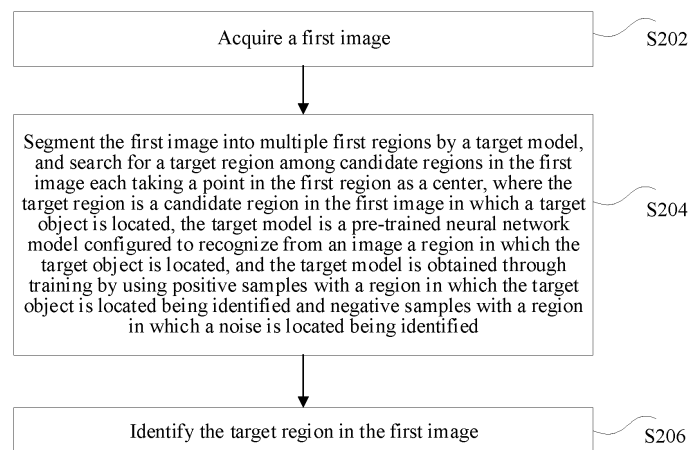 Acquire a first image
S202
Segment the first image into multiple first regions by a target model,
and search for a target region among candidate regions in the first
image each taking a point in the first region as a center, where the
target region is a candidate region in the first image in which a target
object is located, the target model is a pre-trained neural network
model configured to recognize from an image a region in which the
target object is located, and the target model is obtained through
training by using positive samples with a region in which the target
object is located being identified and negative samples with a region
in which a noise is located being identified
S204
Identify the target region in the first image
S206